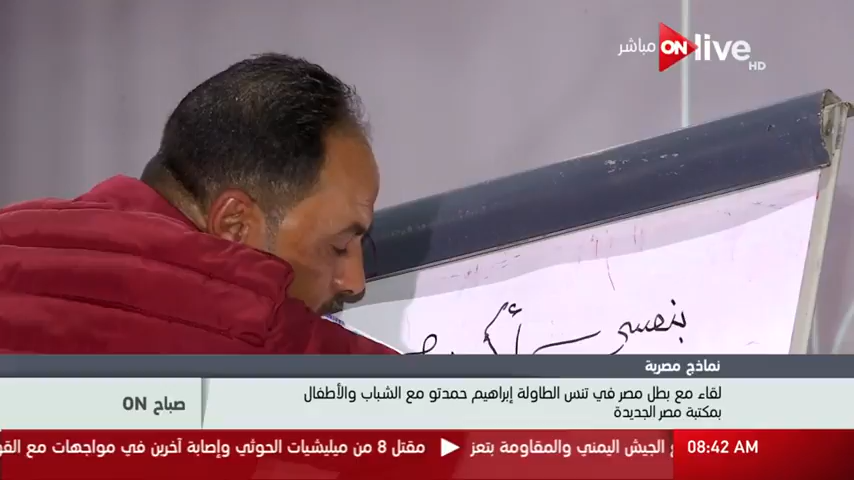 مباشر ON live
HD
بنفسى
نماذج مصرية
لقاء مع بطل مصر في تنس الطاولة إبراهيم حمدتو مع الشباب والأطفال
بمكتبة مصر الجديدة
صباح ON
الجيش اليمني والمقاومة بتعز ◀ مقتل 8 من ميليشيات الحوثي وإصابة آخرين في مواجهات مع
08:42 AM